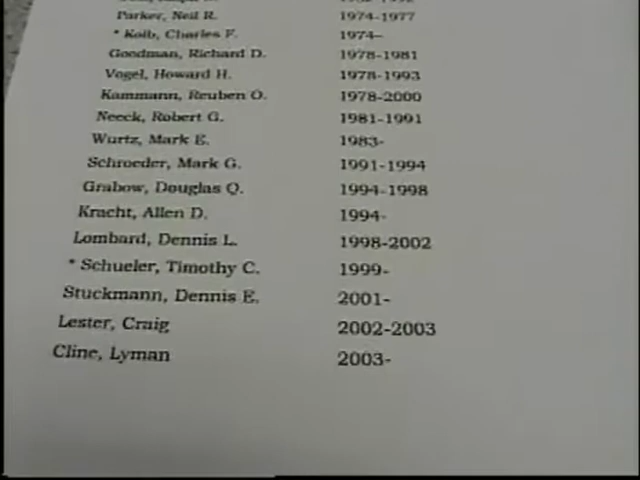 Parker, Neil R. 1974-1977
* Kolb, Charles F. 1974-
Goodman, Richard D. 1978-1981
Vogel, Howard H. 1978-1993
Kammann, Reuben O. 1978-2000
Neeck, Robert G. 1981-1991
Wurtz, Mark E. 1983-
Schroeder, Mark G. 1991-1994
Grabow, Douglas Q. 1994-1998
Kracht, Allen D. 1994-
Lombard, Dennis L. 1998-2002
* Schueler, Timothy C. 1999-
Stuckmann, Dennis E. 2001-
Lester, Craig 2002-2003
Cline, Lyman 2003-